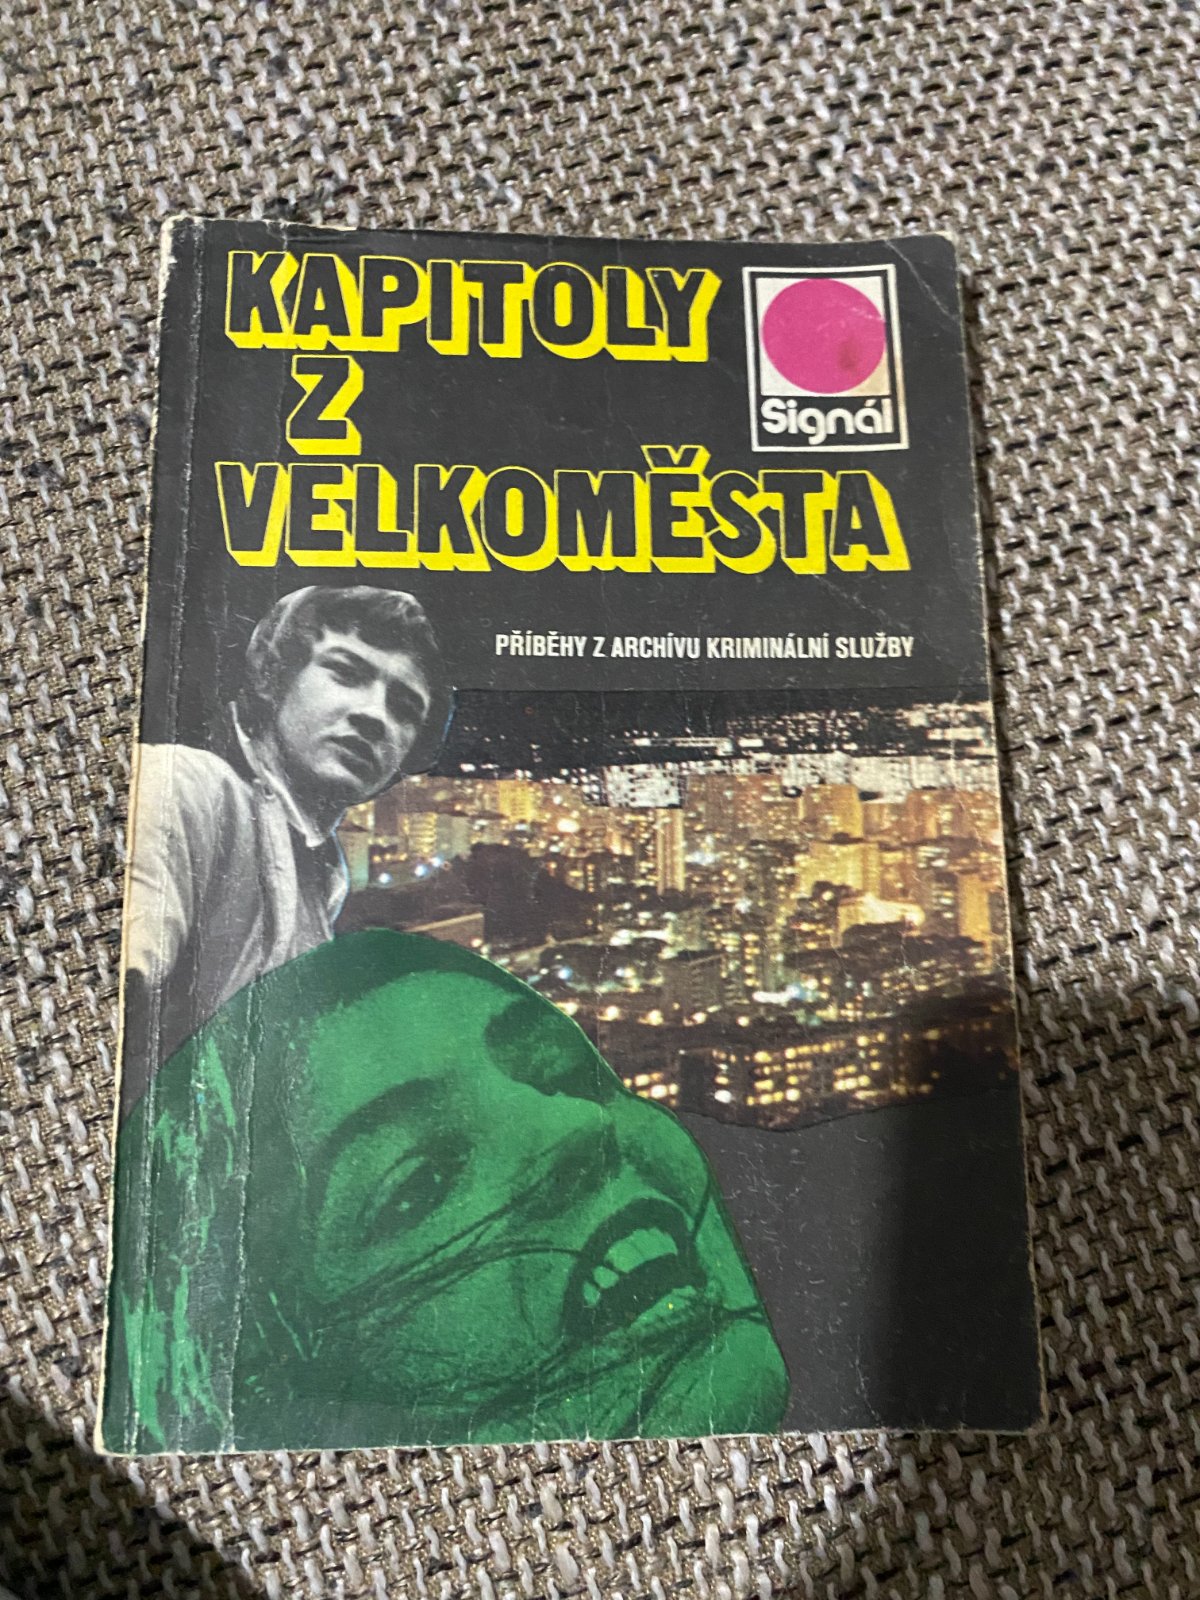 KAPITOLY
Z
VELKOMĚSTA
Signál
PŘÍBĚHY Z ARCHÍVU KRIMINÁLNÍ SLUŽBY